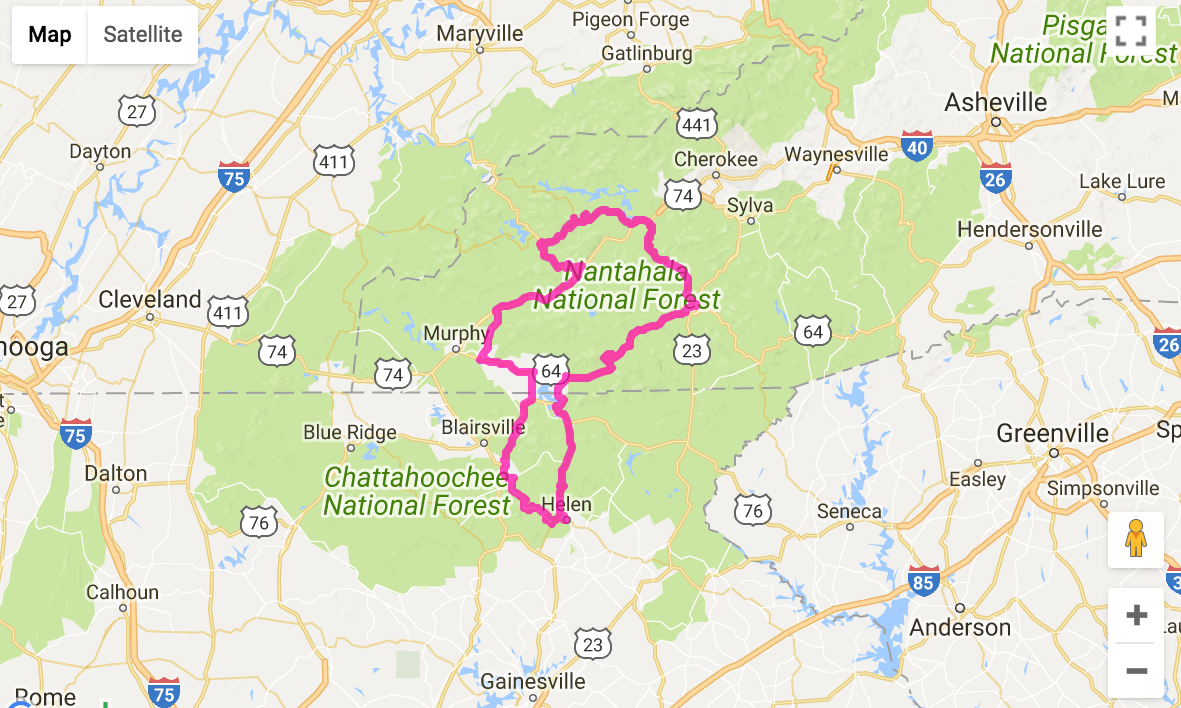 Map
Satellite
Pigeon Forge
Maryville
Gatlinburg
Pisga
National Forest
27
441
Asheville
Dayton
411
75
40
Cherokee
Waynesville
26
74
Sylva
Lake Lure
Hendersonville
Nantahala
National Forest
27
Cleveland
411
Murphy
64
23
74
26
nooga
64
74
75
Blue Ridge
Blairsville
Greenville
Sp
Dalton
Chattahoochee
National Forest
Easley
Simpsonville
Helen
76
76
Seneca
85
Calhoun
Anderson
23
Gainesville
75
Rome